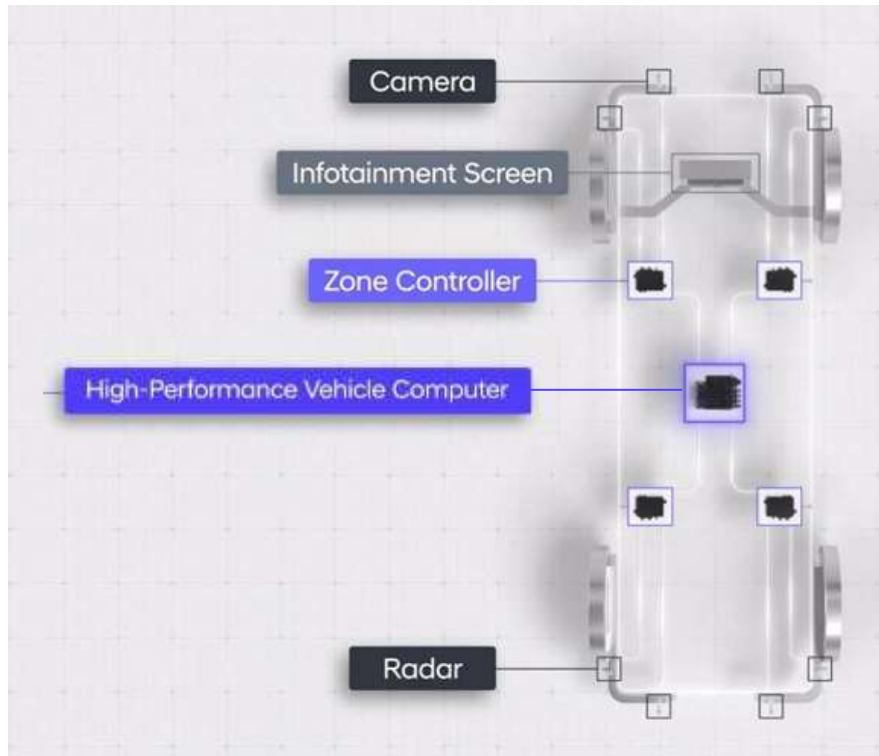 Camera
Infotainment Screen
Zone Controller
High-Performance Vehicle Computer
Radar